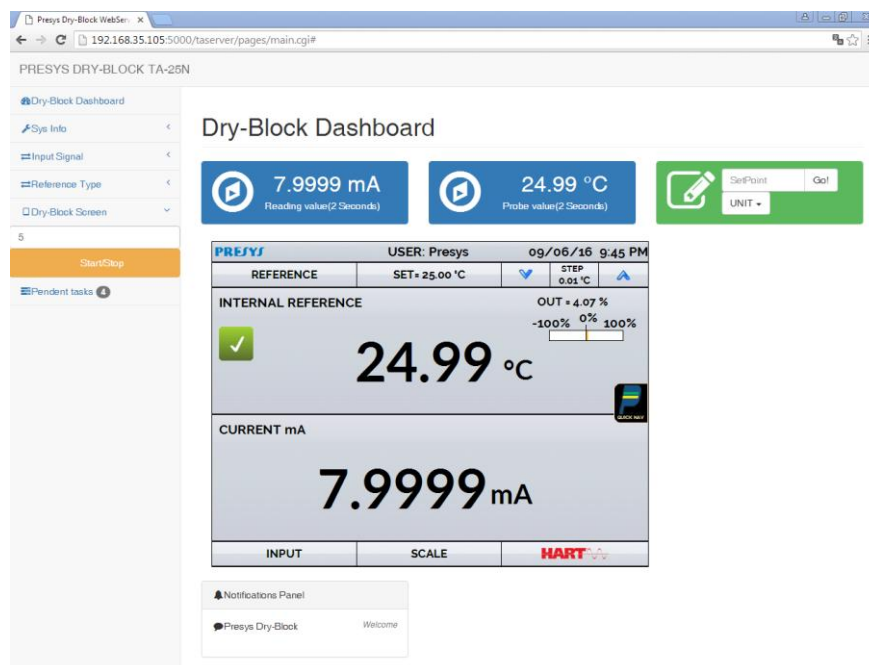 Presys Dry-Block WebServ
192.168.35.105:5000/taserver/pages/main.cgi#
PRESYS DRY-BLOCK TA-25N
Dry-Block Dashboard
Sys Info
Input Signal
Reference Type
Dry-Block Screen
5
Start/Stop
Pendent tasks 4
Dry-Block Dashboard
7.9999 mA
Reading value(2 Seconds)
24.99 °C
Probe value(2 Seconds)
SetPoint Go!
UNIT
PRESYS USER: Presys 09/06/16 9:45 PM
REFERENCE SET= 25.00 °C STEP
0.01 °C
INTERNAL REFERENCE OUT = 4.07 %
-100% 0% 100%
24.99 °C
QUICK NAV
CURRENT mA
7.9999 mA
INPUT SCALE HART
Notifications Panel
Presys Dry-Block Welcome